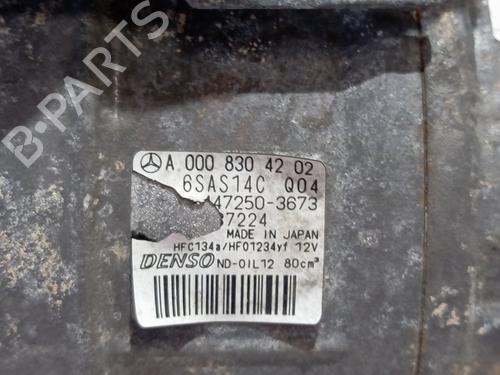 B-PARTS
A 000 830 42 02
6SAS14C Q04
47250-3673
7224
MADE IN JAPAN
HFC134a/HFO1234yf 12V
DENSO ND-OIL12 80cm³
B-PARTS